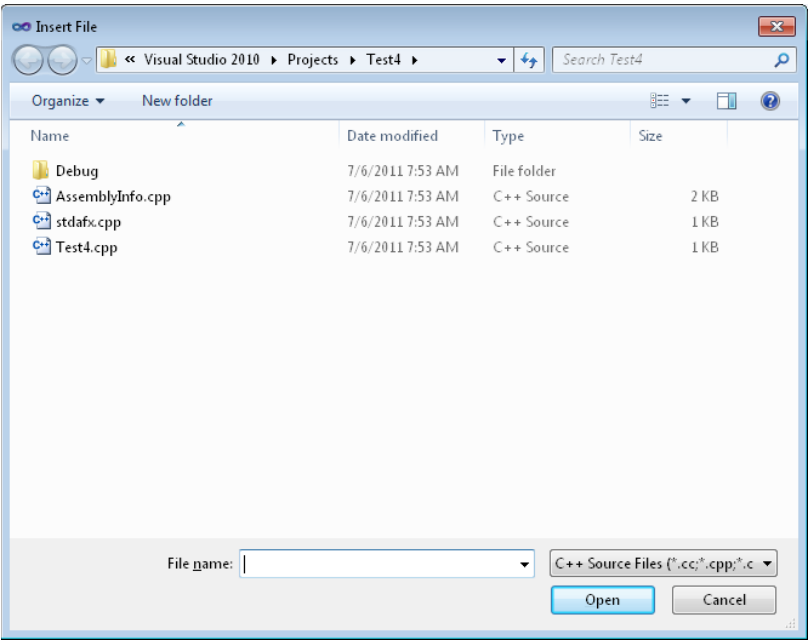 Insert File
« Visual Studio 2010 Projects Test4 Search Test4
Organize New folder
Name Date modified Type Size
Debug 7/6/2011 7:53 AM File folder
AssemblyInfo.cpp 7/6/2011 7:53 AM C++ Source 2 KB
stdafx.cpp 7/6/2011 7:53 AM C++ Source 1 KB
Test4.cpp 7/6/2011 7:53 AM C++ Source 1 KB
File name: C++ Source Files (*.cc;*.cpp;*.c
Open Cancel